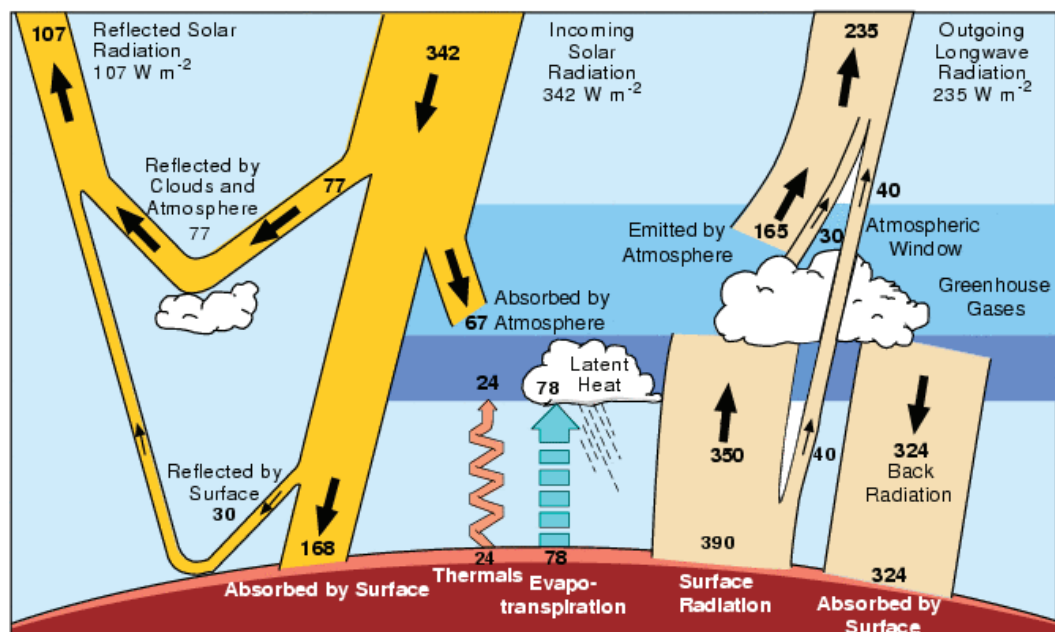 107
Reflected Solar
Radiation
107 W m⁻²
342
Incoming
Solar
Radiation
342 W m⁻²
235
Outgoing
Longwave
Radiation
235 W m⁻²
Reflected by
Clouds and
Atmosphere
77
77
Emitted by
Atmosphere
165
30
40
Atmospheric
Window
Greenhouse
Gases
Absorbed by
67 Atmosphere
24
78
Latent
Heat
350
40
324
Back
Radiation
Reflected by
Surface
30
168
Absorbed by Surface
24
Thermals
78
Evapo-
transpiration
390
Surface
Radiation
324
Absorbed by
Surface